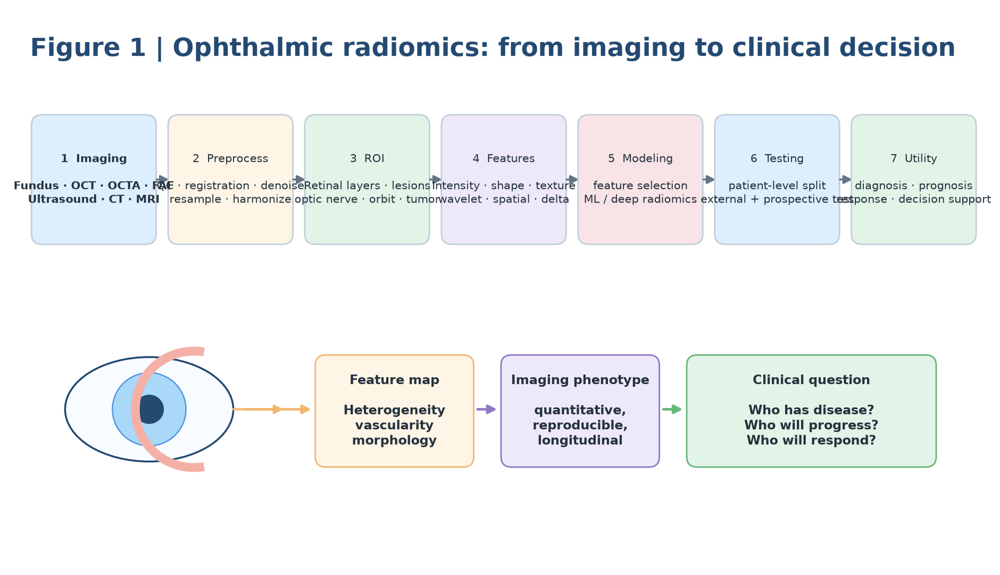 Figure 1 | Ophthalmic radiomics: from imaging to clinical decision
1 Imaging
Fundus · OCT · OCTA · FAF
Ultrasound · CT · MRI
2 Preprocess
QC · registration · denoise
resample · harmonize
3 ROI
Retinal layers · lesions
optic nerve · orbit · tumor
4 Features
Intensity · shape · texture
wavelet · spatial · delta
5 Modeling
feature selection
ML / deep radiomics
6 Testing
patient-level split
external + prospective test
7 Utility
diagnosis · prognosis
response · decision support
Feature map
Heterogeneity
vascularity
morphology
Imaging phenotype
quantitative,
reproducible,
longitudinal
Clinical question
Who has disease?
Who will progress?
Who will respond?